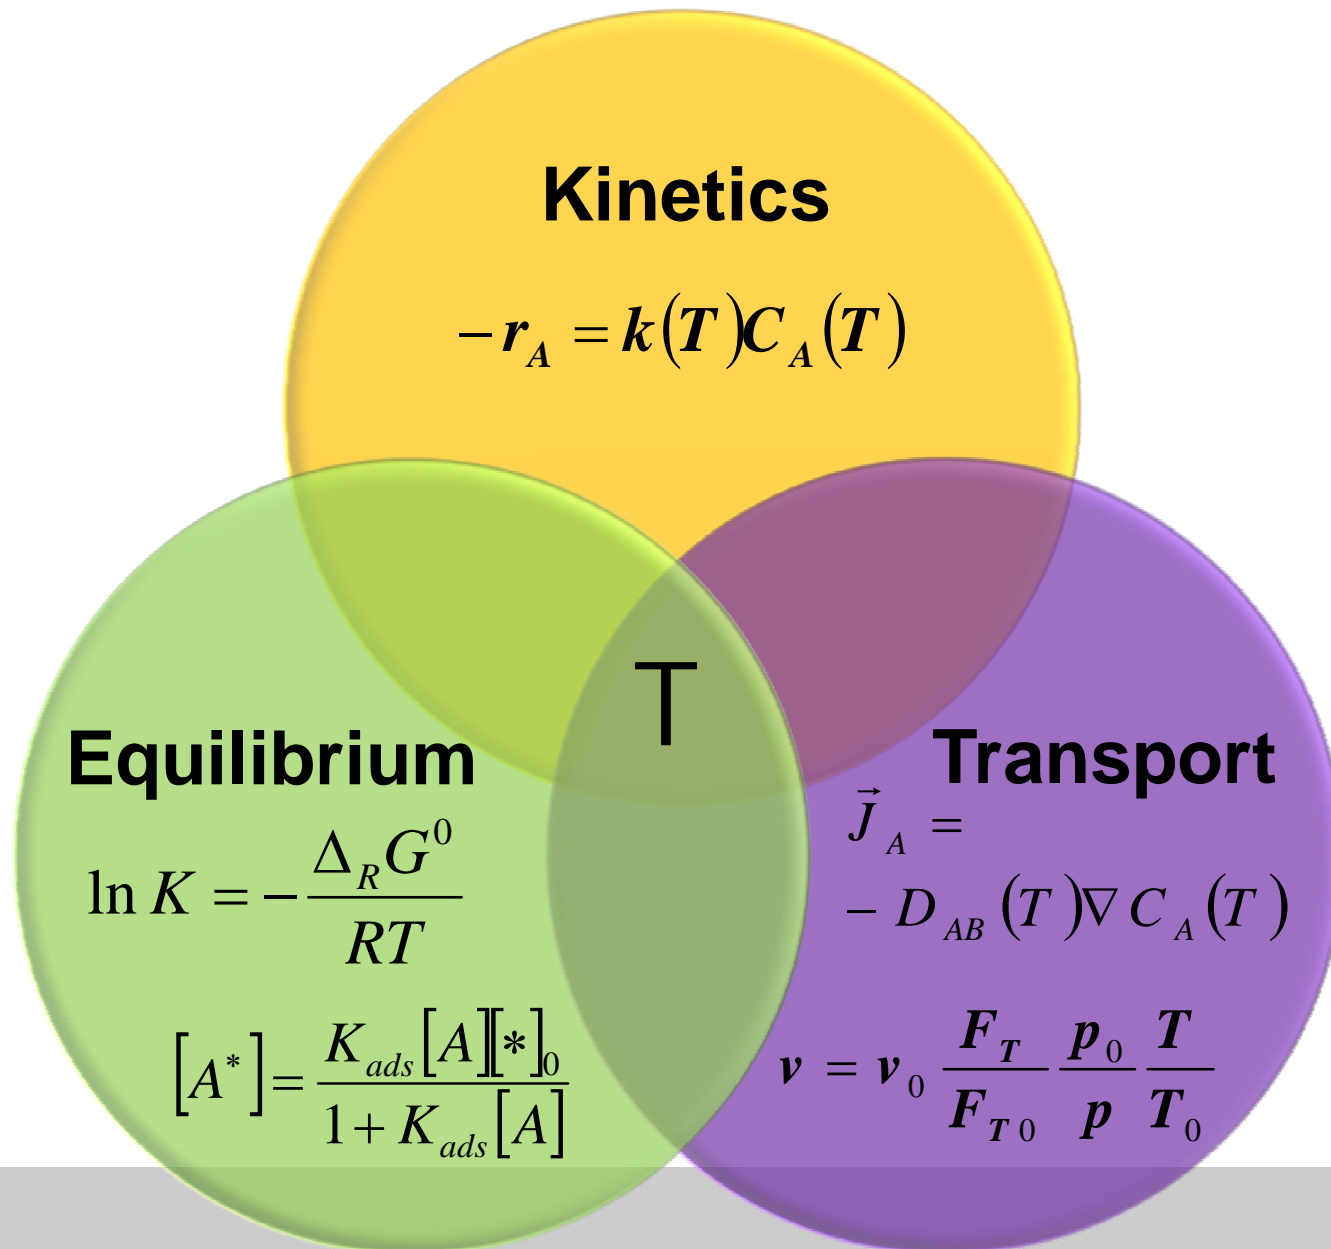 Kinetics
−r_A = k(T)C_A(T)
T
Equilibrium
ln K = −Δ_R G^0 / RT
[A^*] = K_ads[A][*]_0 / 1 + K_ads[A]
Transport
J⃗_A =
− D_AB(T)∇C_A(T)
v = v_0 F_T/F_T0 p_0/p T/T_0